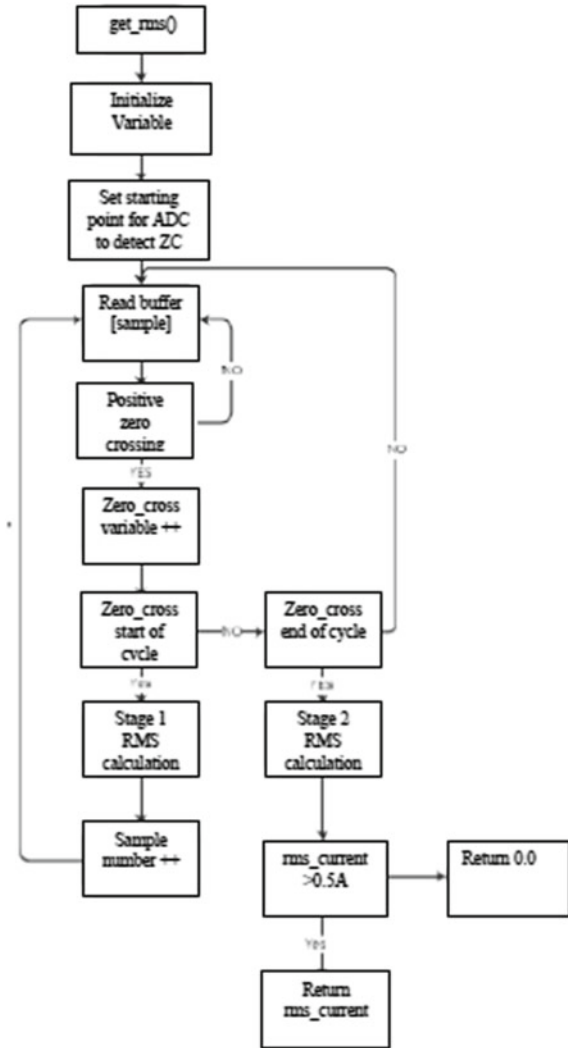 get_rms()
Initialize
Variable
Set starting
point for ADC
to detect ZC
Read buffer
[sample]
NO
Positive
zero
crossing
NO
YES
Zero_cross
variable ++
Zero_cross
start of
cycle
NO
Zero_cross
end of cycle
Yes
YES
Stage 1
RMS
calculation
Stage 2
RMS
calculation
Sample
number ++
rms_current
>0.5A
Return 0.0
Yes
Return
rms_current